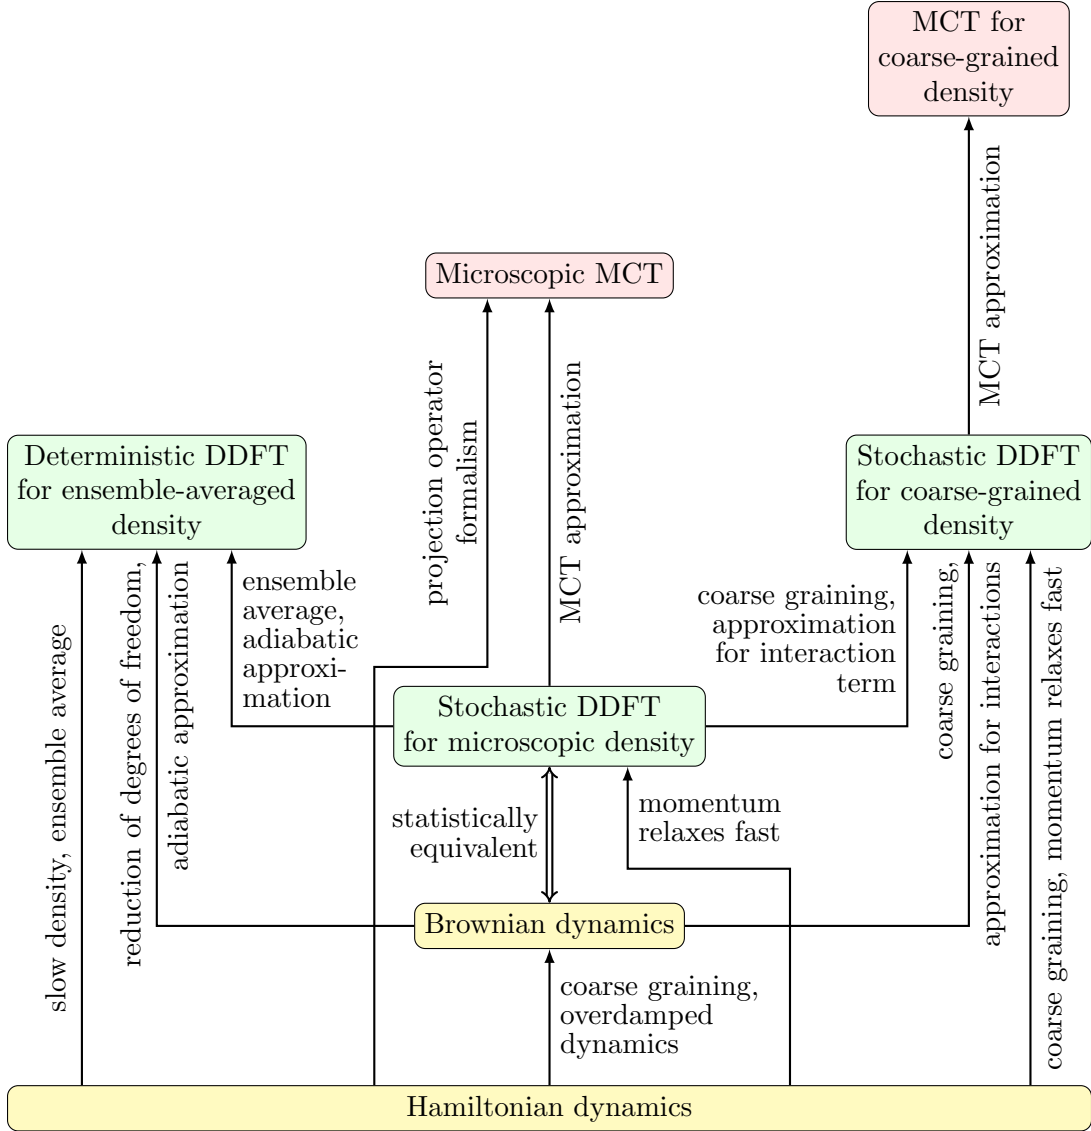 MCT for
coarse-grained
density
MCT approximation
Microscopic MCT
projection operator
formalism
MCT approximation
Deterministic DDFT
for ensemble-averaged
density
Stochastic DDFT
for coarse-grained
density
slow density, ensemble average
reduction of degrees of freedom,
adiabatic approximation
ensemble
average,
adiabatic
approxi-
mation
coarse graining,
approximation
for interaction
term
coarse graining,
approximation for interactions
coarse graining, momentum relaxes fast
Stochastic DDFT
for microscopic density
statistically
equivalent
momentum
relaxes fast
Brownian dynamics
coarse graining,
overdamped
dynamics
Hamiltonian dynamics